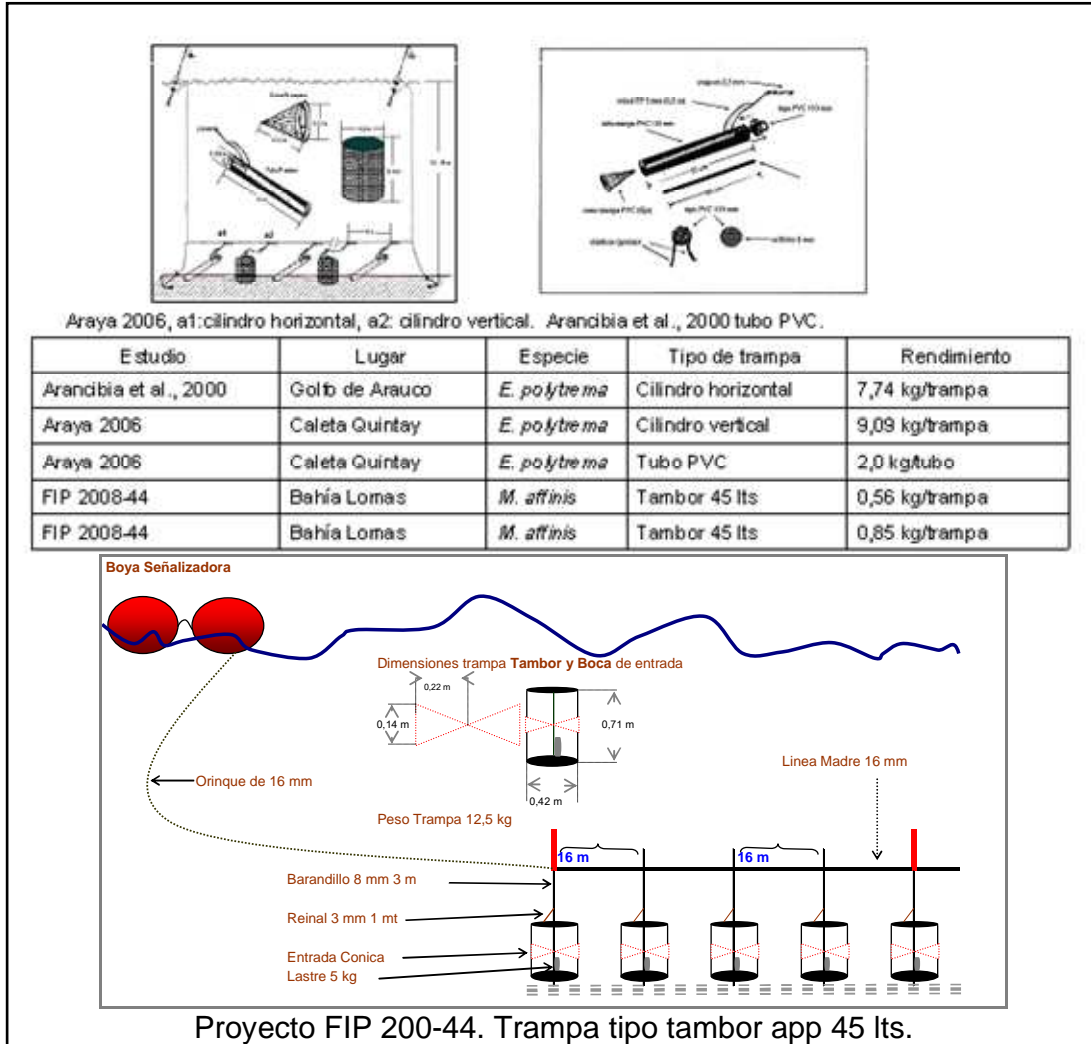 a1
a2
Araya 2006, a1:cilindro horizontal, a2: cilindro vertical. Arancibia et al., 2000 tubo PVC.
Estudio Lugar Especie Tipo de trampa Rendimiento
Arancibia et al., 2000 Golfo de Arauco E. polytrema Cilindro horizontal 7,74 kg/trampa
Araya 2006 Caleta Quintay E. polytrema Cilindro vertical 9,09 kg/trampa
Araya 2006 Caleta Quintay E. polytrema Tubo PVC 2,0 kg/tubo
FIP 2008-44 Bahía Lomas M. affinis Tambor 45 lts 0,56 kg/trampa
FIP 2008-44 Bahía Lomas M. affinis Tambor 45 lts 0,85 kg/trampa
Boya Señalizadora
Dimensiones trampa Tambor y Boca de entrada
0,22 m
0,14 m
0,71 m
0,42 m
Orinque de 16 mm
Linea Madre 16 mm
Peso Trampa 12,5 kg
16 m
16 m
Barandillo 8 mm 3 m
Reinal 3 mm 1 mt
Entrada Conica
Lastre 5 kg
Proyecto FIP 200-44. Trampa tipo tambor app 45 lts.